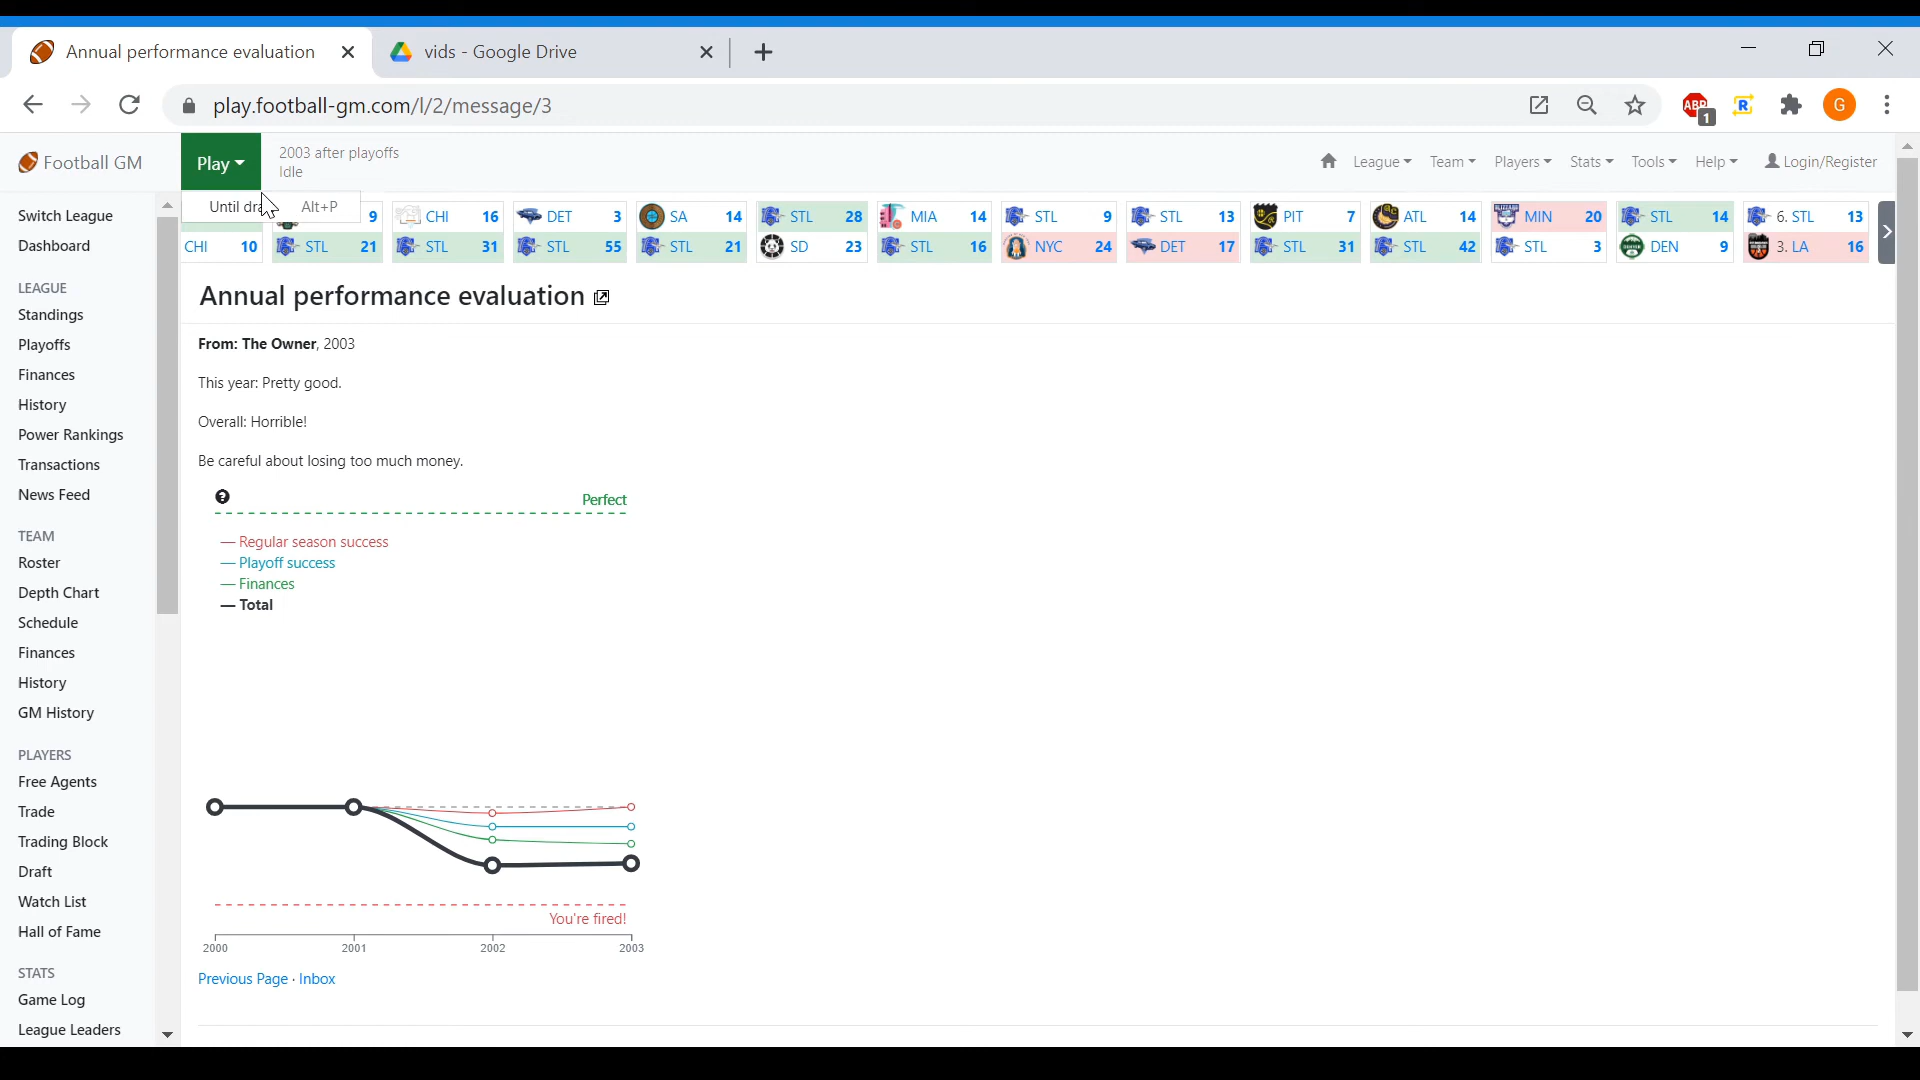 Annual performance evaluation
vids - Google Drive
play.football-gm.com/l/2/message/3
ABP
1
R
G
Football GM
Play
2003 after playoffs
Idle
League
Team
Players
Stats
Tools
Help
Login/Register
Until
Alt+P
9
CHI 16
DET 3
SA 14
STL 28
MIA 14
STL 9
STL 13
PIT 7
ATL 14
MIN 20
STL 14
6. STL 13
CHI 10
STL 21
STL 31
STL 55
STL 21
SD 23
STL 16
NYC 24
DET 17
STL 31
STL 42
STL 3
DEN 9
3. LA 16
Switch League
Dashboard
LEAGUE
Standings
Playoffs
Finances
History
Power Rankings
Transactions
News Feed
TEAM
Roster
Depth Chart
Schedule
Finances
History
GM History
PLAYERS
Free Agents
Trade
Trading Block
Draft
Watch List
Hall of Fame
STATS
Game Log
League Leaders
Annual performance evaluation
From: The Owner, 2003
This year: Pretty good.
Overall: Horrible!
Be careful about losing too much money.
?
Perfect
— Regular season success
— Playoff success
— Finances
— Total
You're fired!
2000 2001 2002 2003
Previous Page · Inbox